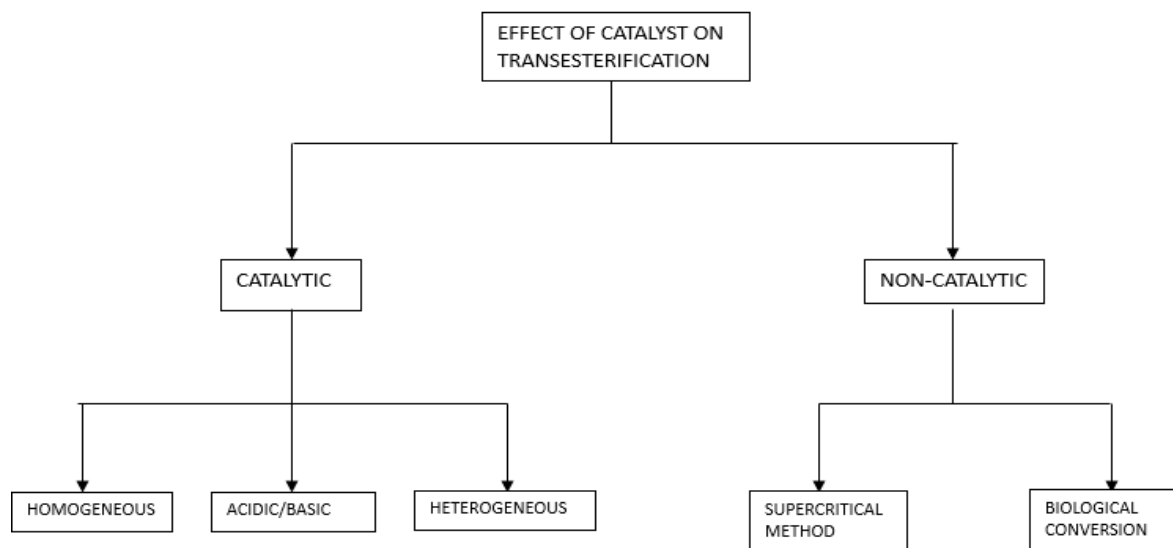 EFFECT OF CATALYST ON
TRANSESTERIFICATION
CATALYTIC
NON-CATALYTIC
HOMOGENEOUS
ACIDIC/BASIC
HETEROGENEOUS
SUPERCRITICAL
METHOD
BIOLOGICAL
CONVERSION